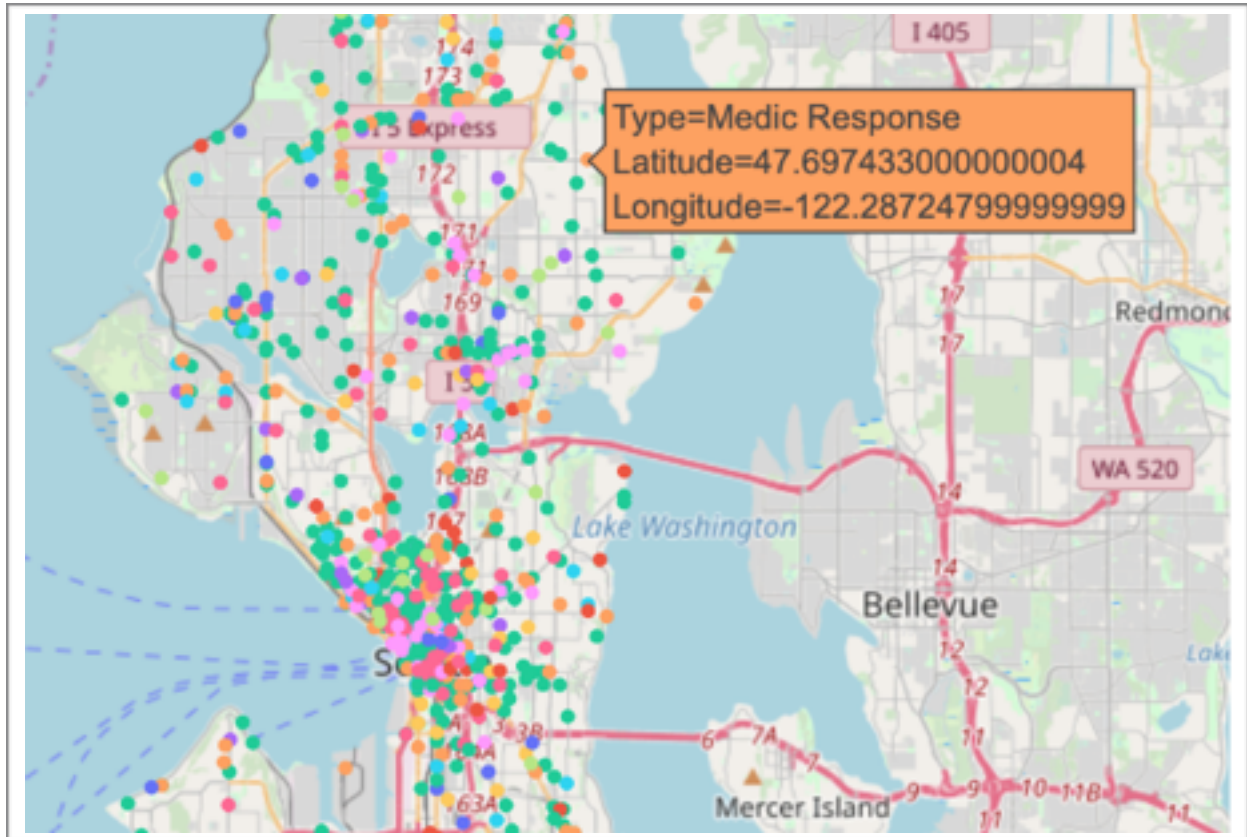 I 405
174
173
I 5 Express
Type=Medic Response
Latitude=47.697433000000004
Longitude=-122.28724799999999
172
171
171
169
17
17
Redmond
WA 520
168B
14
Lake Washington
167
14
Bellevue
12
12
11
6
7A
7
3B
Mercer Island
9
9
10
11B
11
11
63A